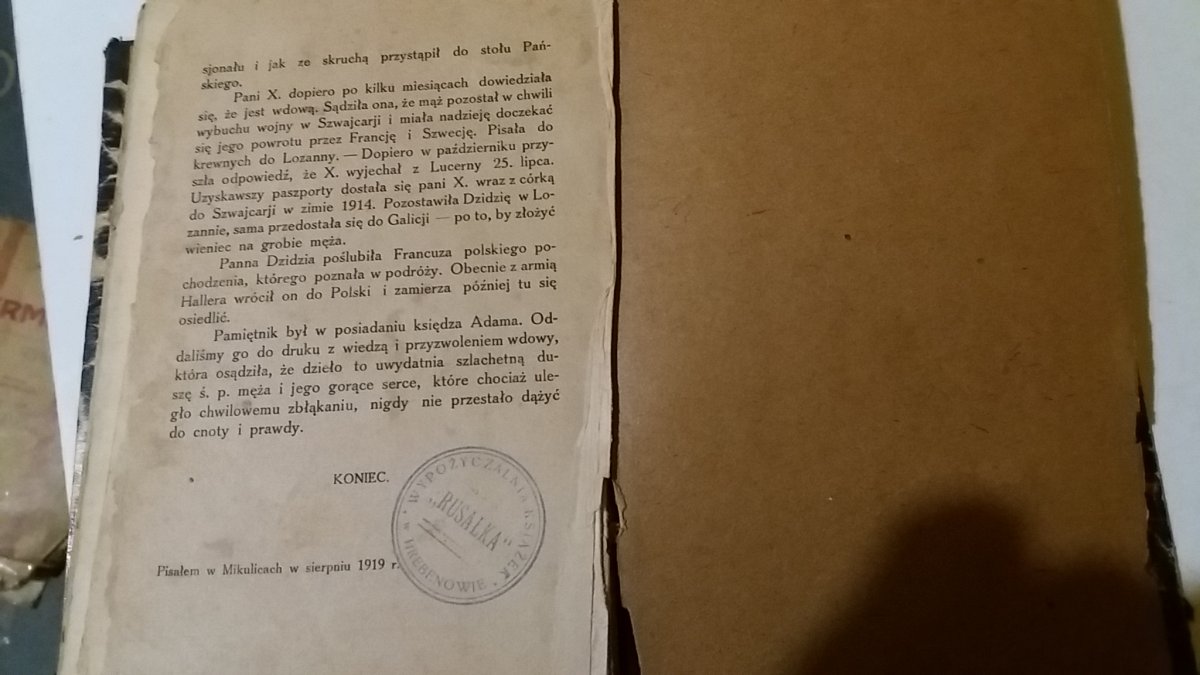 sjonału i jak ze skruchą przystąpił do stołu Pań-
skiego.
Pani X. dopiero po kilku miesiącach dowiedziała
się, że jest wdową. Sądziła ona, że mąż pozostał w chwili
wybuchu wojny w Szwajcarji i miała nadzieję doczekać
się jego powrotu przez Francję i Szwecję. Pisała do
krewnych do Lozanny. — Dopiero w październiku przy-
szła odpowiedź, że X. wyjechał z Lucerny 25. lipca.
Uzyskawszy paszporty dostała się pani X. wraz z córką
do Szwajcarji w zimie 1914. Pozostawiła Dzidzię w Lo-
zannie, sama przedostała się do Galicji — po to, by złożyć
wieniec na grobie męża.
Panna Dzidzia poślubiła Francuza polskiego po-
chodzenia, którego poznała w podróży. Obecnie z armią
Hallera wrócił on do Polski i zamierza później tu się
osiedlić.
Pamiętnik był w posiadaniu księdza Adama. Od-
daliśmy go do druku z wiedzą i przyzwoleniem wdowy,
która osądziła, że dzieło to uwydatnia szlachetną du-
szę ś. p. męża i jego gorące serce, które chociaż ule-
gło chwilowemu zbłąkaniu, nigdy nie przestało dążyć
do cnoty i prawdy.
KONIEC.
WYPOŻYCZALNIA KSIĄŻEK
„RUSAŁKA"
W HREBENOWIE
Pisałem w Mikulicach w sierpniu 1919 r.
RM